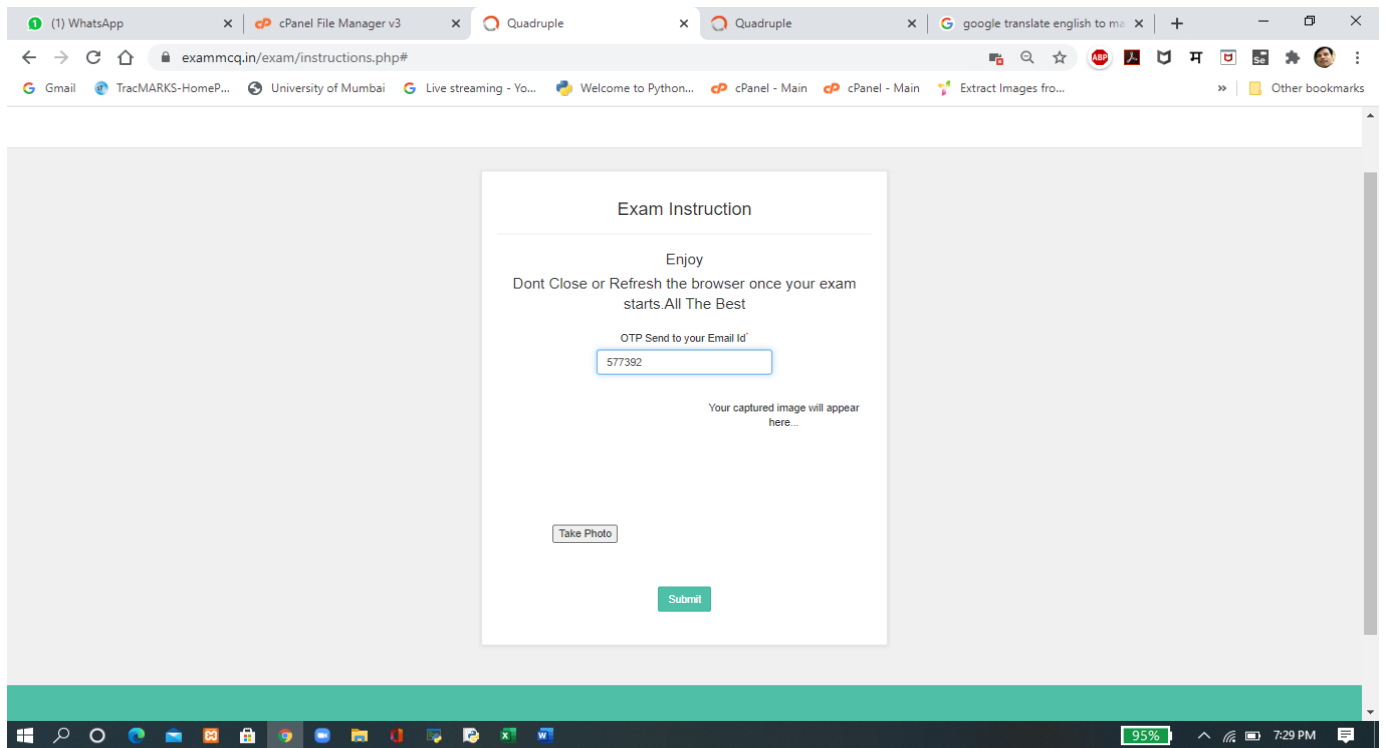 (1) WhatsApp
cPanel File Manager v3
Quadruple
Quadruple
google translate english to ma
exammcq.in/exam/instructions.php#
ABP
म
Se
Gmail
TracMARKS-HomeP...
University of Mumbai
Live streaming - Yo...
Welcome to Python...
cPanel - Main
cPanel - Main
Extract Images fro...
»
Other bookmarks
Exam Instruction
Enjoy
Dont Close or Refresh the browser once your exam
starts.All The Best
OTP Send to your Email Id*
577392
Your captured image will appear
here...
Take Photo
Submit
95%
7:29 PM